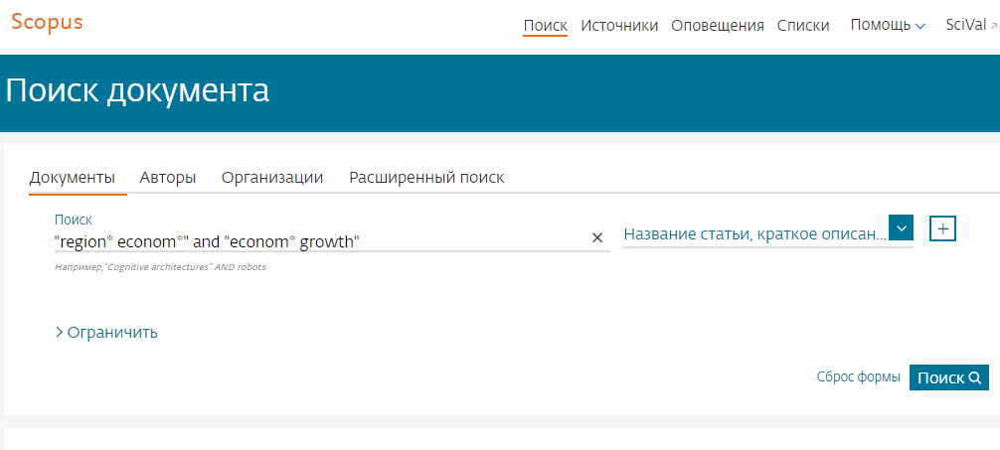 Scopus
Поиск Источники Оповещения Списки Помощь SciVal
Поиск документа
Документы Авторы Организации Расширенный поиск
Поиск
"region* econom*" and "econom* growth"
Название статьи, краткое описан...
Например,"Cognitive architectures" AND robots
Ограничить
Сброс формы Поиск